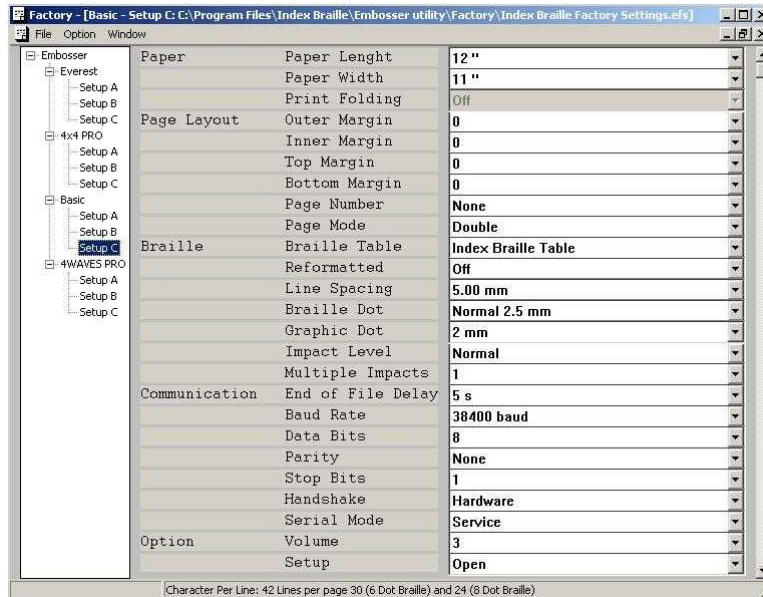 Factory - [Basic - Setup C: C:\Program Files\Index Braille\Embosser utility\Factory\Index Braille Factory Settings.efs]
File Option Window
Embosser
Everest
Setup A
Setup B
Setup C
4x4 PRO
Setup A
Setup B
Setup C
Basic
Setup A
Setup B
Setup C
4WAVES PRO
Setup A
Setup B
Setup C
Paper Paper Lenght 12 "
Paper Width 11 "
Print Folding Off
Page Layout Outer Margin 0
Inner Margin 0
Top Margin 0
Bottom Margin 0
Page Number None
Page Mode Double
Braille Braille Table Index Braille Table
Reformatted Off
Line Spacing 5.00 mm
Braille Dot Normal 2.5 mm
Graphic Dot 2 mm
Impact Level Normal
Multiple Impacts 1
Communication End of File Delay 5 s
Baud Rate 38400 baud
Data Bits 8
Parity None
Stop Bits 1
Handshake Hardware
Serial Mode Service
Option Volume 3
Setup Open
Character Per Line: 42 Lines per page 30 (6 Dot Braille) and 24 (8 Dot Braille)